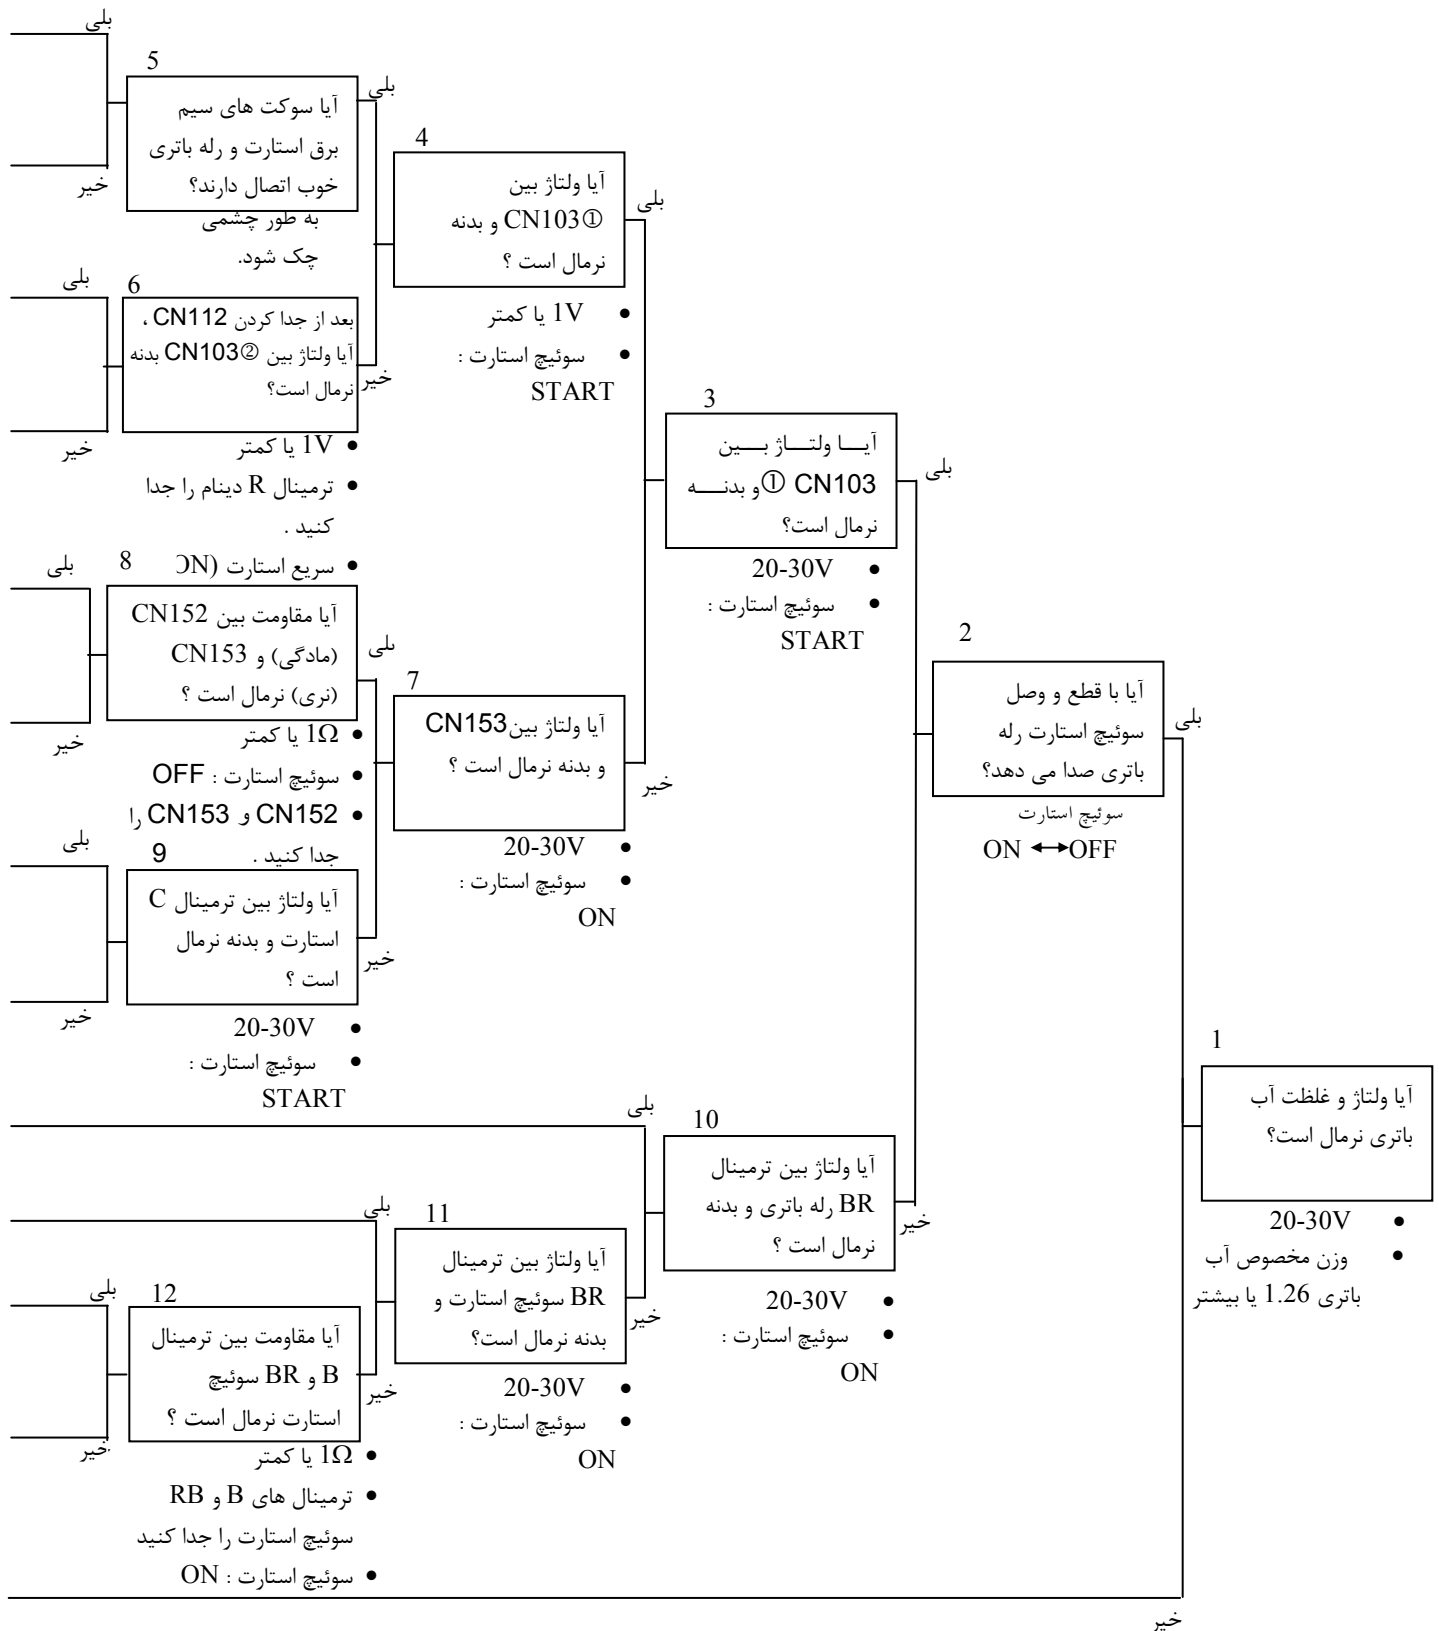 1
آیا ولتاژ و غلظت آب
باتری نرمال است؟
• 20-30V
• وزن مخصوص آب
باتری 1.26 یا بیشتر
بلی
خیر
2
آیا با قطع و وصل
سوئیچ استارت رله
باتری صدا می دهد؟
سوئیچ استارت
ON ↔OFF
بلی
خیر
3
آیـــا ولتـــاژ بـــین
CN103 ①و بدنـــه
نرمال است؟
• 20-30V
• سوئیچ استارت :
START
بلی
خیر
4
آیا ولتاژ بین
CN103① و بدنه
نرمال است ؟
• 1V یا کمتر
• سوئیچ استارت :
START
بلی
خیر
5
آیا سوکت های سیم
برق استارت و رله باتری
خوب اتصال دارند؟
به طور چشمی
چک شود.
بلی
خیر
6
بعد از جدا کردن CN112 ،
آیا ولتاژ بین CN103② بدنه
نرمال است؟
• 1V یا کمتر
• ترمینال R دینام را جدا
کنید .
• سریع استارت (ON
بلی
خیر
7
آیا ولتاژ بین CN153
و بدنه نرمال است ؟
• 20-30V
• سوئیچ استارت :
ON
بلی
خیر
8
آیا مقاومت بین CN152
(مادگی) و CN153
(نری) نرمال است ؟
• 1Ω یا کمتر
• سوئیچ استارت : OFF
• CN152 و CN153 را
جدا کنید .
بلی
خیر
9
آیا ولتاژ بین ترمینال C
استارت و بدنه نرمال
است ؟
• 20-30V
• سوئیچ استارت :
START
بلی
خیر
10
آیا ولتاژ بین ترمینال
BR رله باتری و بدنه
نرمال است ؟
• 20-30V
• سوئیچ استارت :
ON
بلی
خیر
11
آیا ولتاژ بین ترمینال
BR سوئیچ استارت و
بدنه نرمال است؟
• 20-30V
• سوئیچ استارت :
ON
بلی
خیر
12
آیا مقاومت بین ترمینال
B و BR سوئیچ
استارت نرمال است ؟
• 1Ω یا کمتر
• ترمینال های B و RB
سوئیچ استارت را جدا کنید
• سوئیچ استارت : ON
بلی
خیر